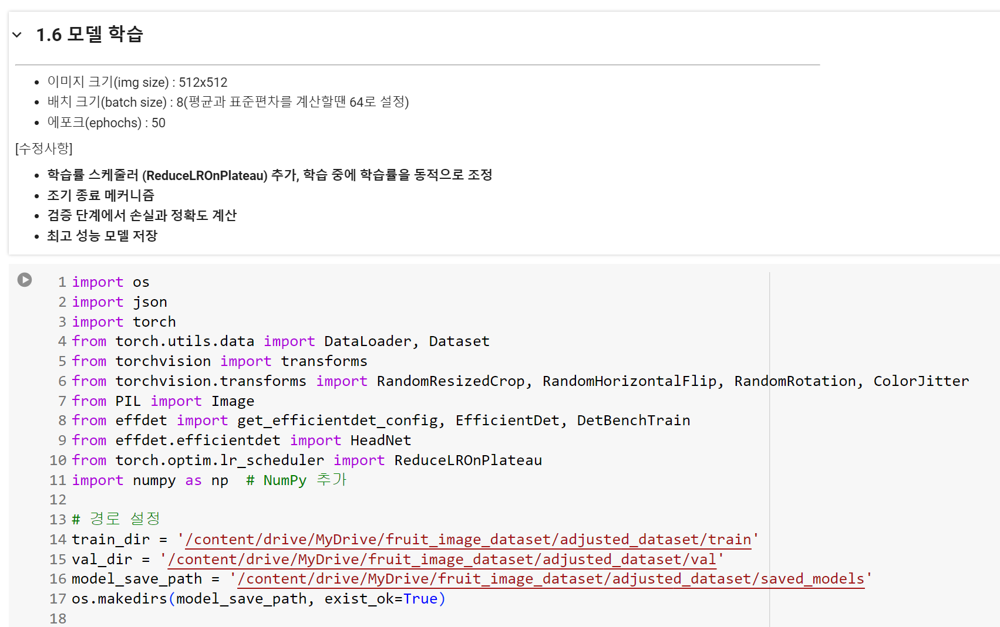 1.6 모델 학습
이미지 크기(img size) : 512x512
배치 크기(batch size) : 8(평균과 표준편차를 계산할땐 64로 설정)
에포크(ephochs) : 50
[수정사항]
학습률 스케줄러 (ReduceLROnPlateau) 추가, 학습 중에 학습률을 동적으로 조정
조기 종료 메커니즘
검증 단계에서 손실과 정확도 계산
최고 성능 모델 저장
1 import os
2 import json
3 import torch
4 from torch.utils.data import DataLoader, Dataset
5 from torchvision import transforms
6 from torchvision.transforms import RandomResizedCrop, RandomHorizontalFlip, RandomRotation, ColorJitter
7 from PIL import Image
8 from effdet import get_efficientdet_config, EfficientDet, DetBenchTrain
9 from effdet.efficientdet import HeadNet
10 from torch.optim.lr_scheduler import ReduceLROnPlateau
11 import numpy as np  # NumPy 추가
12
13 # 경로 설정
14 train_dir = '/content/drive/MyDrive/fruit_image_dataset/adjusted_dataset/train'
15 val_dir = '/content/drive/MyDrive/fruit_image_dataset/adjusted_dataset/val'
16 model_save_path = '/content/drive/MyDrive/fruit_image_dataset/adjusted_dataset/saved_models'
17 os.makedirs(model_save_path, exist_ok=True)
18